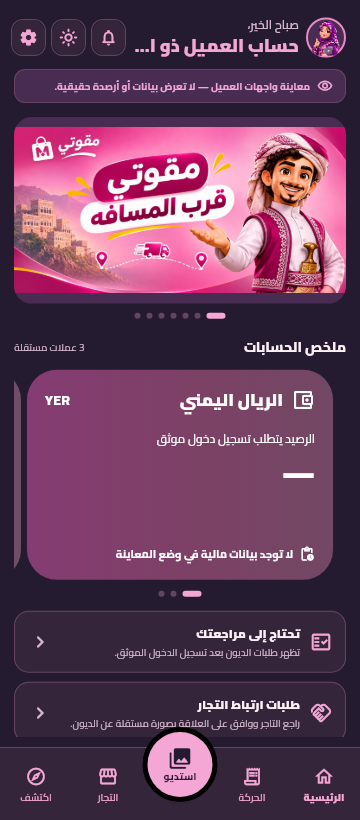 صباح الخير،
حساب العميل ذو ا...
معاينة واجهات العميل — لا تعرض بيانات أو أرصدة حقيقية.
مقوتي
مقوتي
قرب المسافه
ملخص الحسابات
3 عملات مستقلة
الريال اليمني
YER
الرصيد يتطلب تسجيل دخول موثق
—
لا توجد بيانات مالية في وضع المعاينة
تحتاج إلى مراجعتك
تظهر طلبات الديون بعد تسجيل الدخول الموثق.
طلبات ارتباط التجار
راجع التاجر ووافق على العلاقة بصورة مستقلة عن الديون.
الرئيسية
الحركة
استديو
التجار
اكتشف